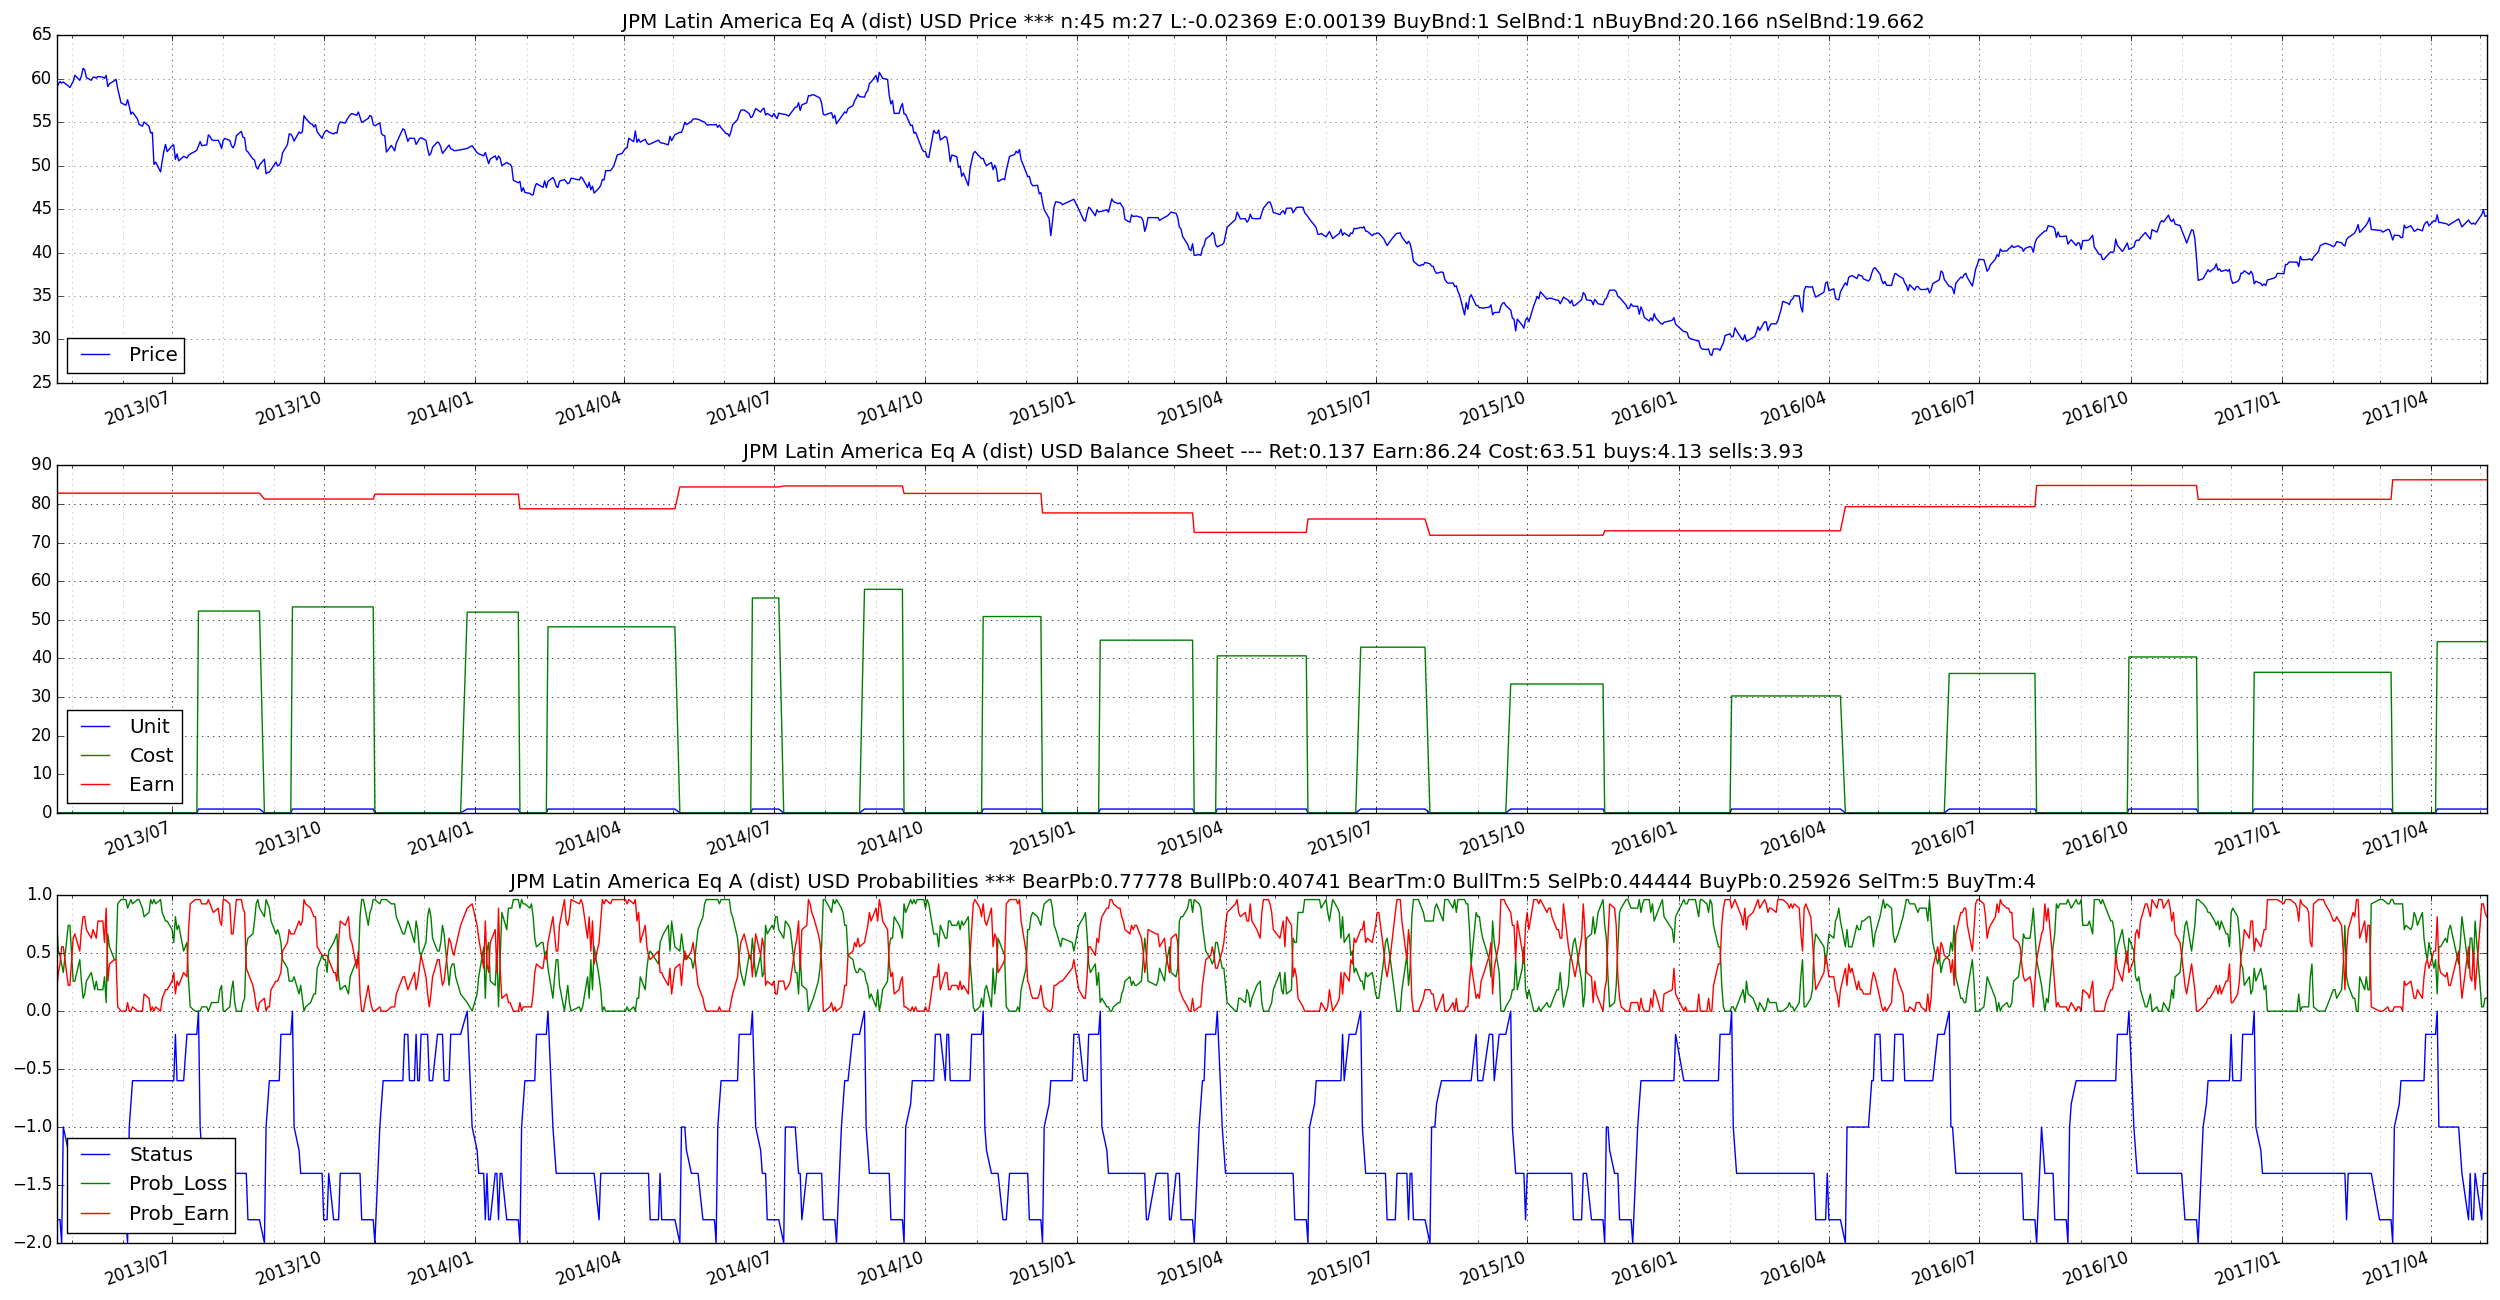 JPM Latin America Eq A (dist) USD Price *** n:45 m:27 L:-0.02369 E:0.00139 BuyBnd:1 SelBnd:1 nBuyBnd:20.166 nSelBnd:19.662
65
60
55
50
45
40
35
30
25
Price
2013/07 2013/10 2014/01 2014/04 2014/07 2014/10 2015/01 2015/04 2015/07 2015/10 2016/01 2016/04 2016/07 2016/10 2017/01 2017/04
JPM Latin America Eq A (dist) USD Balance Sheet --- Ret:0.137 Earn:86.24 Cost:63.51 buys:4.13 sells:3.93
90
80
70
60
50
40
30
20
10
0
Unit
Cost
Earn
2013/07 2013/10 2014/01 2014/04 2014/07 2014/10 2015/01 2015/04 2015/07 2015/10 2016/01 2016/04 2016/07 2016/10 2017/01 2017/04
JPM Latin America Eq A (dist) USD Probabilities *** BearPb:0.77778 BullPb:0.40741 BearTm:0 BullTm:5 SelPb:0.44444 BuyPb:0.25926 SelTm:5 BuyTm:4
1.0
0.5
0.0
−0.5
−1.0
−1.5
−2.0
Status
Prob_Loss
Prob_Earn
2013/07 2013/10 2014/01 2014/04 2014/07 2014/10 2015/01 2015/04 2015/07 2015/10 2016/01 2016/04 2016/07 2016/10 2017/01 2017/04